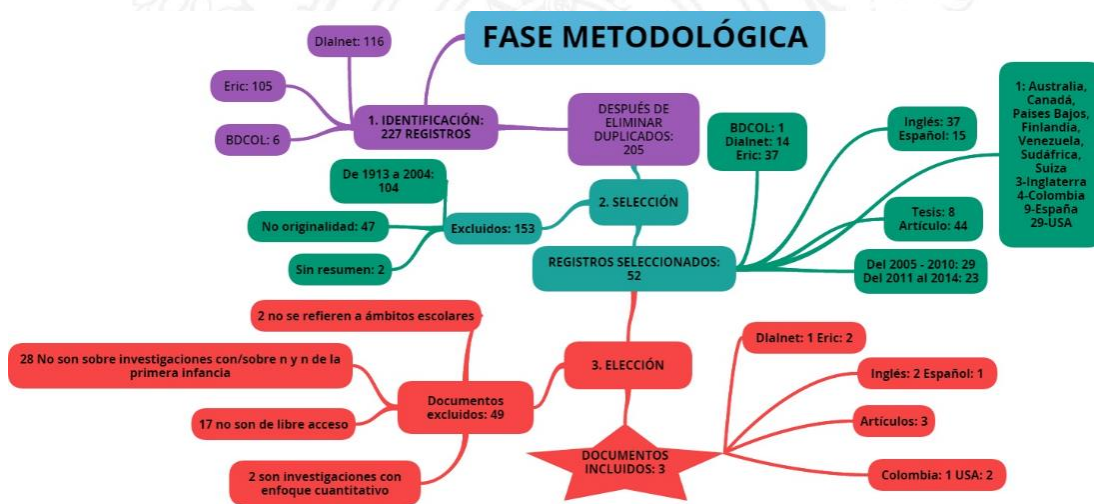 FASE METODOLÓGICA
DIalnet: 116
Eric: 105
BDCOL: 6
1. IDENTIFICACIÓN:
227 REGISTROS
DESPUÉS DE
ELIMINAR
DUPLICADOS:
205
2. SELECCIÓN
De 1913 a 2004:
104
No originalidad: 47
Sin resumen: 2
Excluidos: 153
REGISTROS SELECCIONADOS:
52
BDCOL: 1
Dialnet: 14
Eric: 37
Inglés: 37
Español: 15
1: Australia,
Canadá,
Países Bajos,
Finlandia,
Venezuela,
Sudáfrica,
Suiza
3-Inglaterra
4-Colombia
9-España
29-USA
Tesis: 8
Artículo: 44
Del 2005 - 2010: 29
Del 2011 al 2014: 23
3. ELECCIÓN
2 no se refieren a ámbitos escolares
28 No son sobre investigaciones con/sobre n y n de la
primera infancia
17 no son de libre acceso
2 son investigaciones con
enfoque cuantitativo
Documentos
excluidos: 49
DOCUMENTOS
INCLUIDOS: 3
DIalnet: 1 Eric: 2
Inglés: 2 Español: 1
Artículos: 3
Colombia: 1 USA: 2